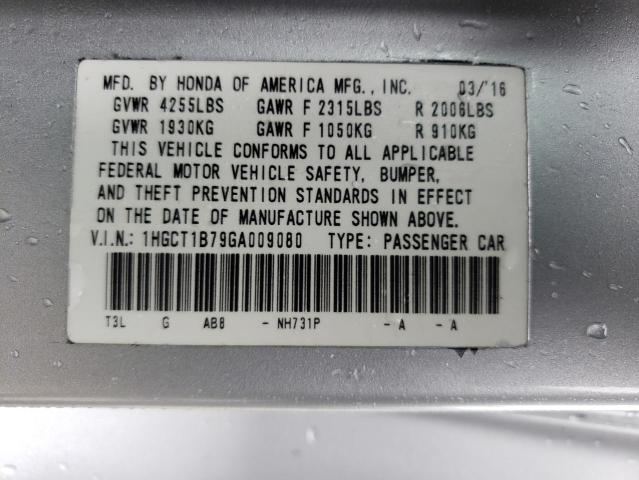 MFD. BY HONDA OF AMERICA MFG., INC. 03/'16
GVWR 4255LBS GAWR F 2315LBS R 2006LBS
GVWR 1930KG GAWR F 1050KG R 910KG
THIS VEHICLE CONFORMS TO ALL APPLICABLE
FEDERAL MOTOR VEHICLE SAFETY, BUMPER,
AND THEFT PREVENTION STANDARDS IN EFFECT
ON THE DATE OF MANUFACTURE SHOWN ABOVE.
V.I.N.: 1HGCT1B79GA009080 TYPE: PASSENGER CAR
T3L G AB8 - NH731P - A - A